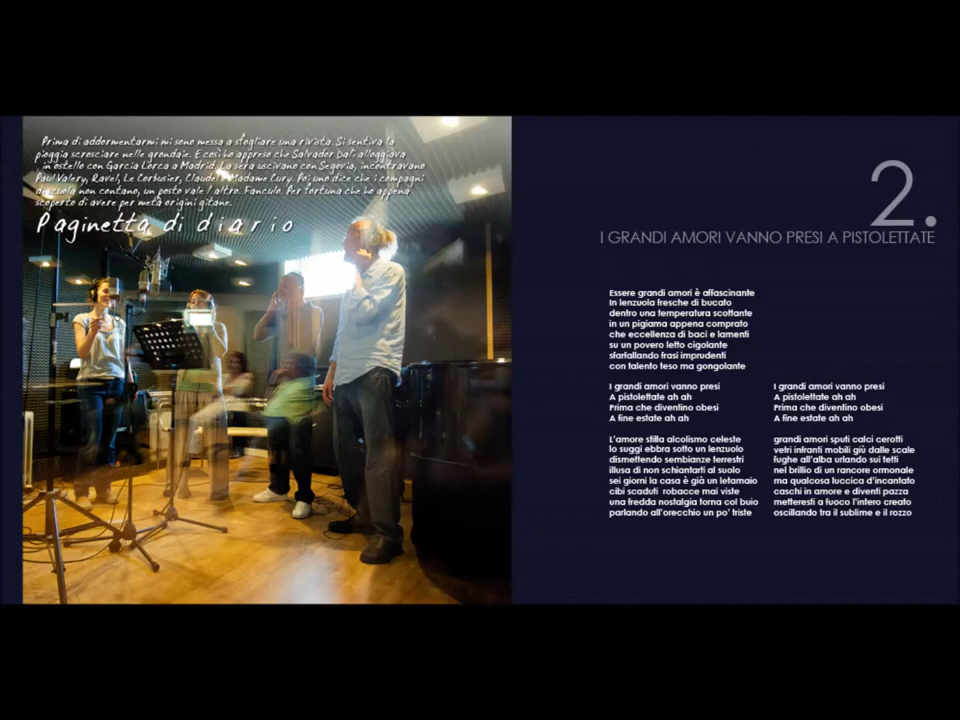 Prima di addormentarmi mi sono messa a sfogliare una rivista. Si sentiva la
pioggia scrosciare nelle grondaie. E così ho appreso che Salvador Dalì alloggiava
in ostello con Garcia Lorca a Madrid. La sera uscivano con Segovia, incontravano
Paul Valery, Ravel, Le Corbusier, Claudel e Madame Cury. Poi uno dice che i compagni
di scuola non contano, un posto vale l'altro. Fanculo. Per fortuna che ho appena
scoperto di avere per metà origini gitane.
Paginetta di diario
2.
I GRANDI AMORI VANNO PRESI A PISTOLETTATE
Essere grandi amori è affascinante
In lenzuola fresche di bucato
dentro una temperatura scottante
in un pigiama appena comprato
che eccellenza di baci e lamenti
su un povero letto cigolante
sfarfallando frasi imprudenti
con talento teso ma gongolante
I grandi amori vanno presi
A pistolettate ah ah
Prima che diventino obesi
A fine estate ah ah
L'amore stilla alcolismo celeste
lo suggi ebbra sotto un lenzuolo
dismettendo sembianze terrestri
illusa di non schiantarti al suolo
sei giorni la casa è già un letamaio
cibi scaduti robacce mai viste
una fredda nostalgia torna col buio
parlando all'orecchio un po' triste
I grandi amori vanno presi
A pistolettate ah ah
Prima che diventino obesi
A fine estate ah ah
grandi amori sputi calci cerotti
vetri infranti mobili giù dalle scale
fughe all'alba urlando sui tetti
nel brillio di un rancore ormonale
ma qualcosa luccica d'incantato
caschi in amore e diventi pazza
metteresti a fuoco l'intero creato
oscillando tra il sublime e il rozzo